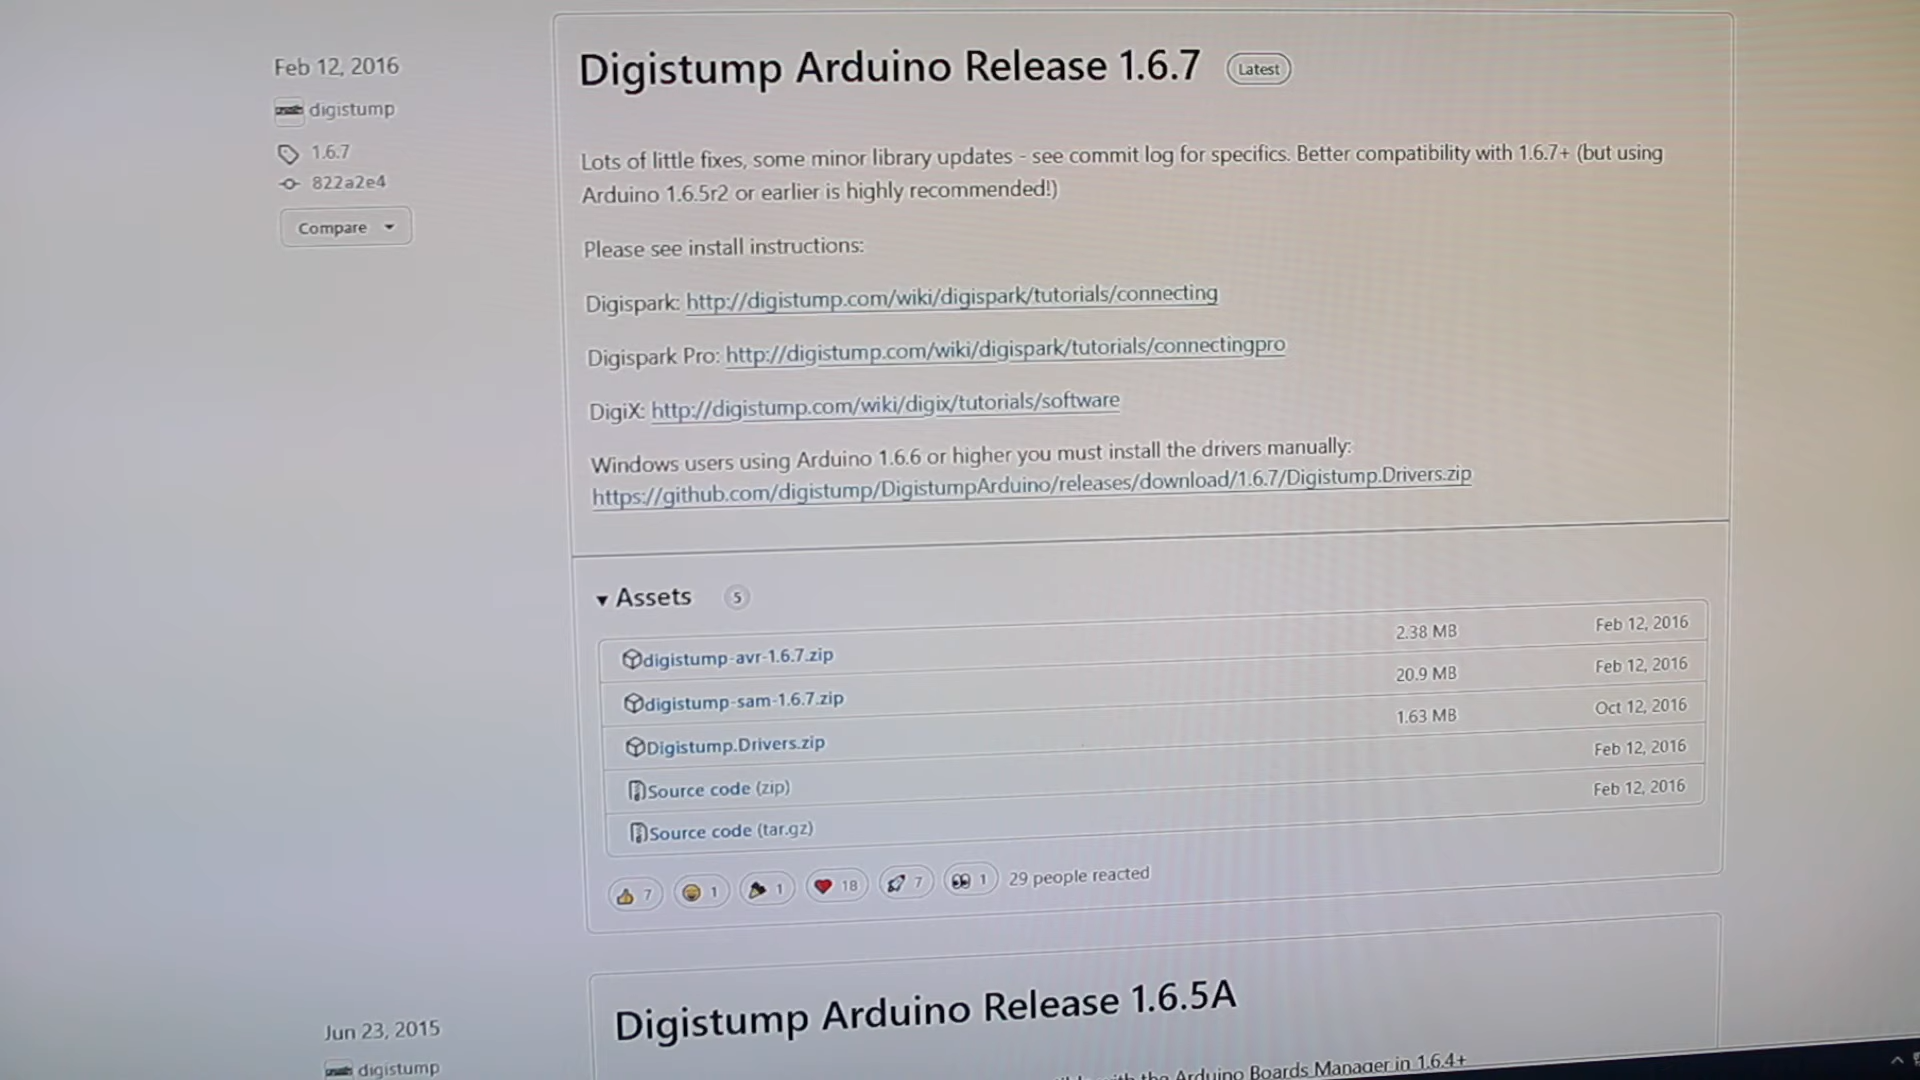 Feb 12, 2016
digistump
1.6.7
822a2e4
Compare
Digistump Arduino Release 1.6.7 Latest
Lots of little fixes, some minor library updates - see commit log for specifics. Better compatibility with 1.6.7+ (but using
Arduino 1.6.5r2 or earlier is highly recommended!)
Please see install instructions:
Digispark: http://digistump.com/wiki/digispark/tutorials/connecting
Digispark Pro: http://digistump.com/wiki/digispark/tutorials/connectingpro
DigiX: http://digistump.com/wiki/digix/tutorials/software
Windows users using Arduino 1.6.6 or higher you must install the drivers manually:
https://github.com/digistump/DigistumpArduino/releases/download/1.6.7/Digistump.Drivers.zip
Assets 5
digistump-avr-1.6.7.zip 2.38 MB Feb 12, 2016
digistump-sam-1.6.7.zip 20.9 MB Feb 12, 2016
Digistump.Drivers.zip 1.63 MB Oct 12, 2016
Source code (zip) Feb 12, 2016
Source code (tar.gz) Feb 12, 2016
7 1 1 18 7 1 29 people reacted
Jun 23, 2015
digistump
Digistump Arduino Release 1.6.5A
the Arduino Boards Manager in 1.6.4+